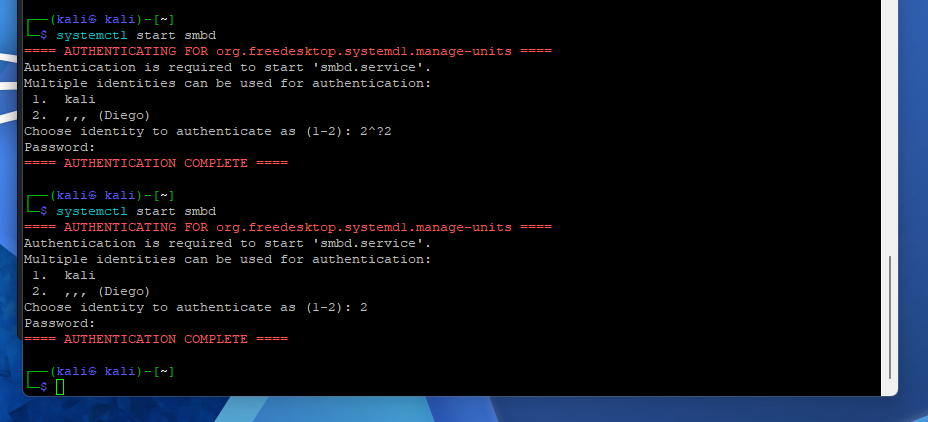 ┌──(kali㉿ kali)-[~]
└─$ systemctl start smbd
==== AUTHENTICATING FOR org.freedesktop.systemd1.manage-units ====
Authentication is required to start 'smbd.service'.
Multiple identities can be used for authentication:
 1.  kali
 2.  ,,, (Diego)
Choose identity to authenticate as (1-2): 2^?2
Password:
==== AUTHENTICATION COMPLETE ====
┌──(kali㉿ kali)-[~]
└─$ systemctl start smbd
==== AUTHENTICATING FOR org.freedesktop.systemd1.manage-units ====
Authentication is required to start 'smbd.service'.
Multiple identities can be used for authentication:
 1.  kali
 2.  ,,, (Diego)
Choose identity to authenticate as (1-2): 2
Password:
==== AUTHENTICATION COMPLETE ====
┌──(kali㉿ kali)-[~]
└─$